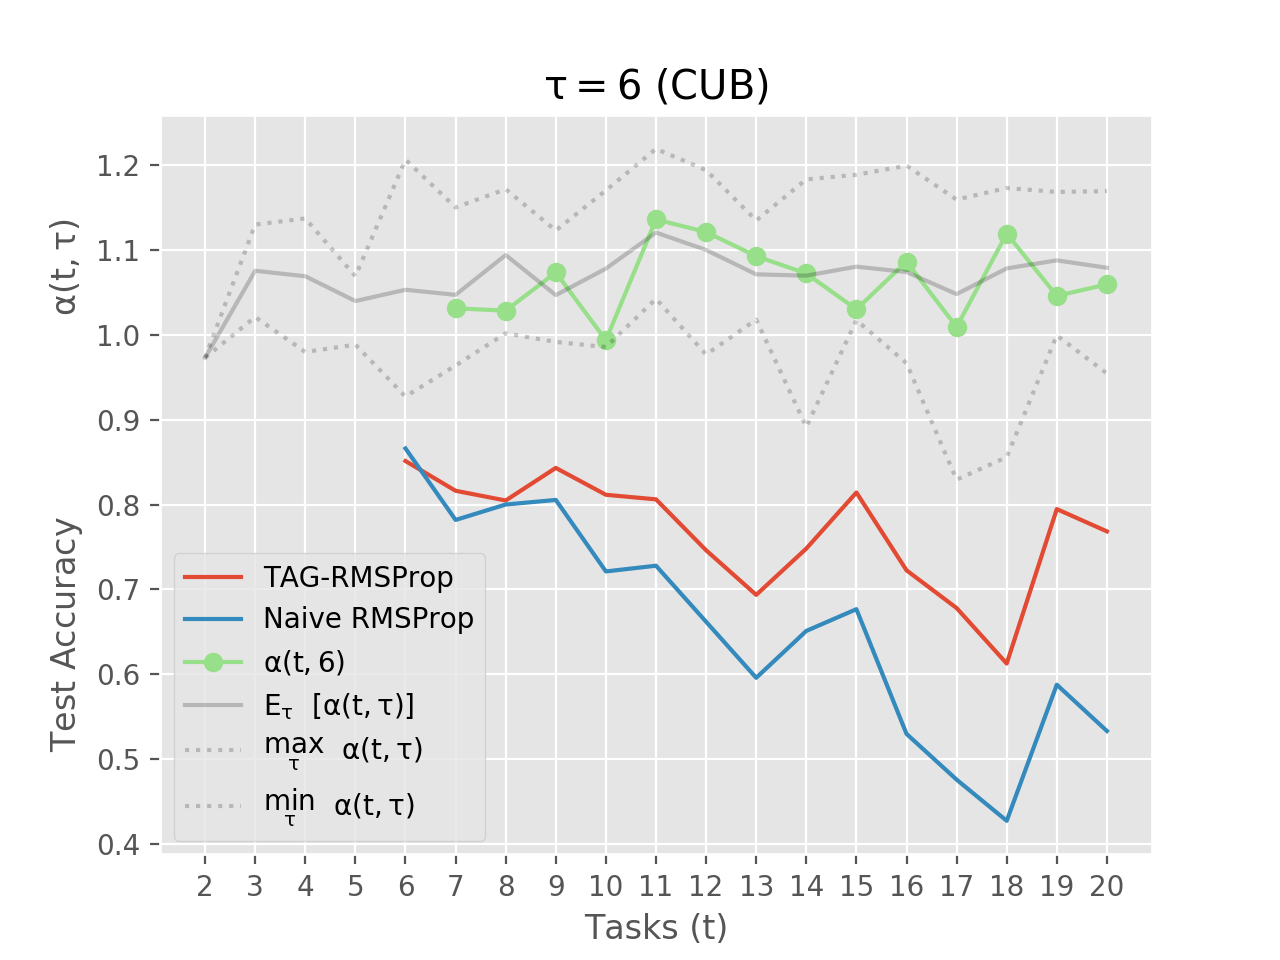 τ = 6 (CUB)
α(t, τ)
1.2
1.1
1.0
0.9
0.8
0.7
0.6
0.5
0.4
Test Accuracy
TAG-RMSProp
Naive RMSProp
α(t, 6)
E_τ [α(t, τ)]
max_τ α(t, τ)
min_τ α(t, τ)
2 3 4 5 6 7 8 9 10 11 12 13 14 15 16 17 18 19 20
Tasks (t)